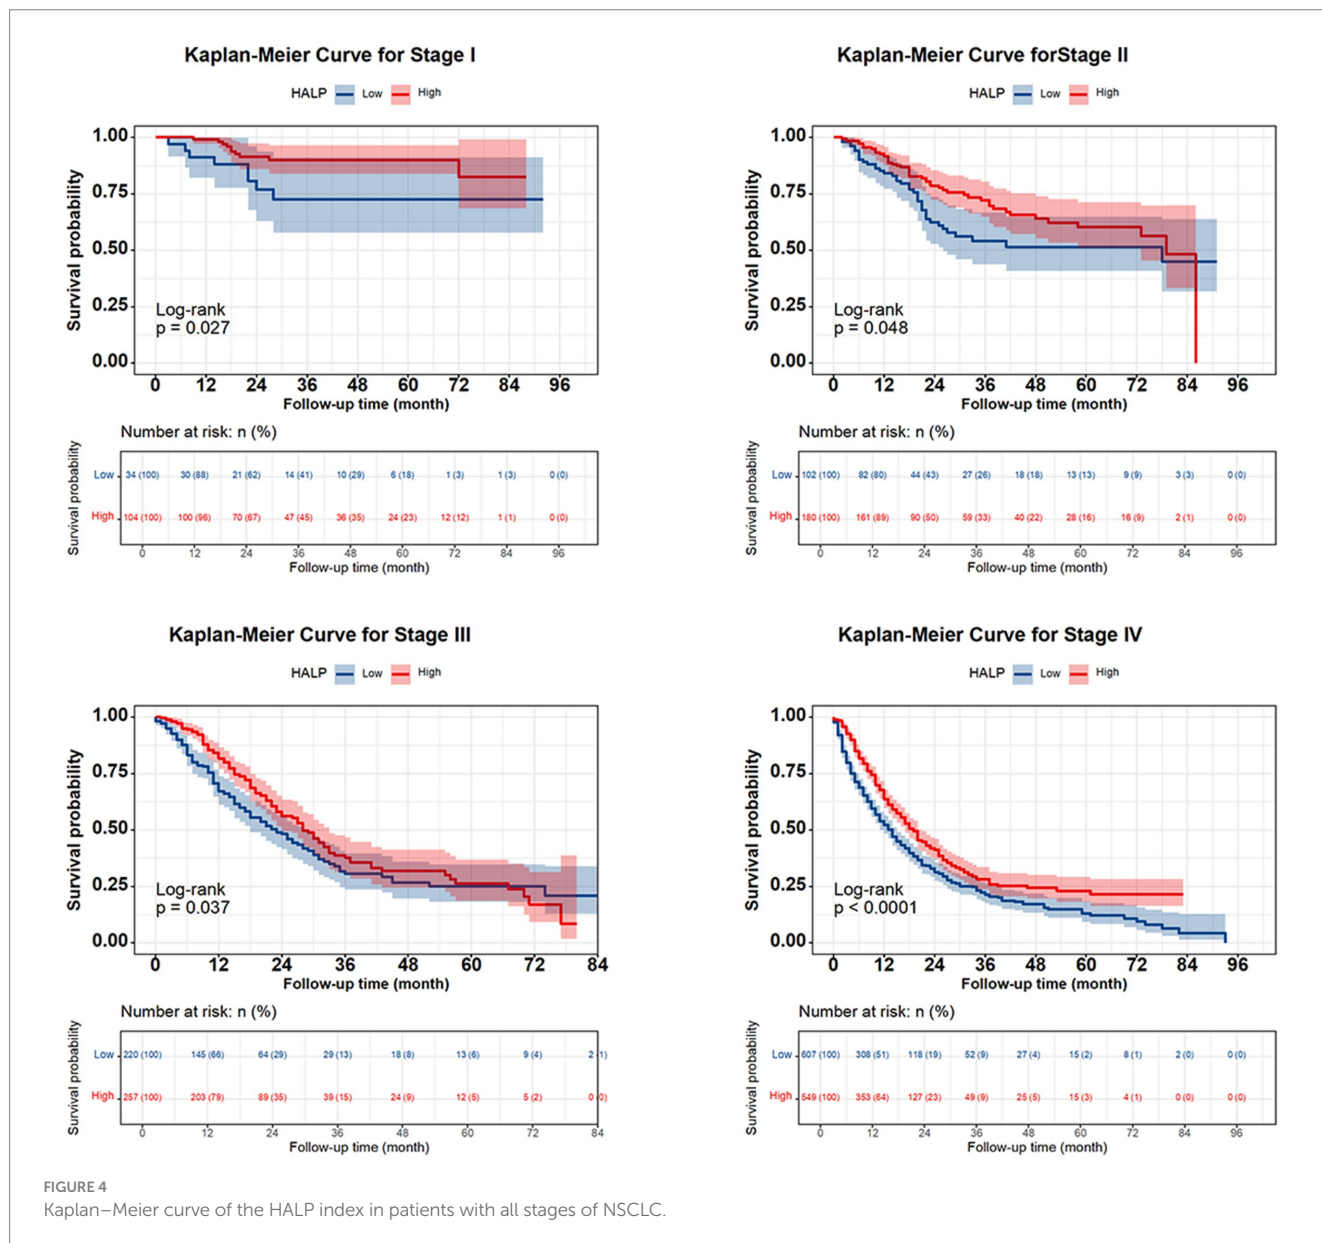 Kaplan-Meier Curve for Stage I
HALP Low High
Survival probability
1.00
0.75
0.50
0.25
0.00
Log-rank
p = 0.027
0 12 24 36 48 60 72 84 96
Follow-up time (month)
Number at risk: n (%)
Survival probability
Low 34 (100) 30 (88) 21 (62) 14 (41) 10 (29) 6 (18) 1 (3) 1 (3) 0 (0)
High 104 (100) 100 (96) 70 (67) 47 (45) 36 (35) 24 (23) 12 (12) 1 (1) 0 (0)
0 12 24 36 48 60 72 84 96
Follow-up time (month)
Kaplan-Meier Curve forStage II
HALP Low High
Survival probability
1.00
0.75
0.50
0.25
0.00
Log-rank
p = 0.048
0 12 24 36 48 60 72 84 96
Follow-up time (month)
Number at risk: n (%)
Survival probability
Low 102 (100) 82 (80) 44 (43) 27 (26) 18 (18) 13 (13) 9 (9) 3 (3) 0 (0)
High 180 (100) 161 (89) 90 (50) 59 (33) 40 (22) 28 (16) 16 (9) 2 (1) 0 (0)
0 12 24 36 48 60 72 84 96
Follow-up time (month)
Kaplan-Meier Curve for Stage III
HALP Low High
Survival probability
1.00
0.75
0.50
0.25
0.00
Log-rank
p = 0.037
0 12 24 36 48 60 72 84
Follow-up time (month)
Number at risk: n (%)
Survival probability
Low 220 (100) 145 (66) 64 (29) 29 (13) 18 (8) 13 (6) 9 (4) 2 (1)
High 257 (100) 203 (79) 89 (35) 39 (15) 24 (9) 12 (5) 5 (2) 0 (0)
0 12 24 36 48 60 72 84
Follow-up time (month)
Kaplan-Meier Curve for Stage IV
HALP Low High
Survival probability
1.00
0.75
0.50
0.25
0.00
Log-rank
p < 0.0001
0 12 24 36 48 60 72 84 96
Follow-up time (month)
Number at risk: n (%)
Survival probability
Low 607 (100) 308 (51) 118 (19) 52 (9) 27 (4) 15 (2) 8 (1) 2 (0) 0 (0)
High 549 (100) 353 (64) 127 (23) 49 (9) 25 (5) 15 (3) 4 (1) 0 (0) 0 (0)
0 12 24 36 48 60 72 84 96
Follow-up time (month)
FIGURE 4
Kaplan–Meier curve of the HALP index in patients with all stages of NSCLC.